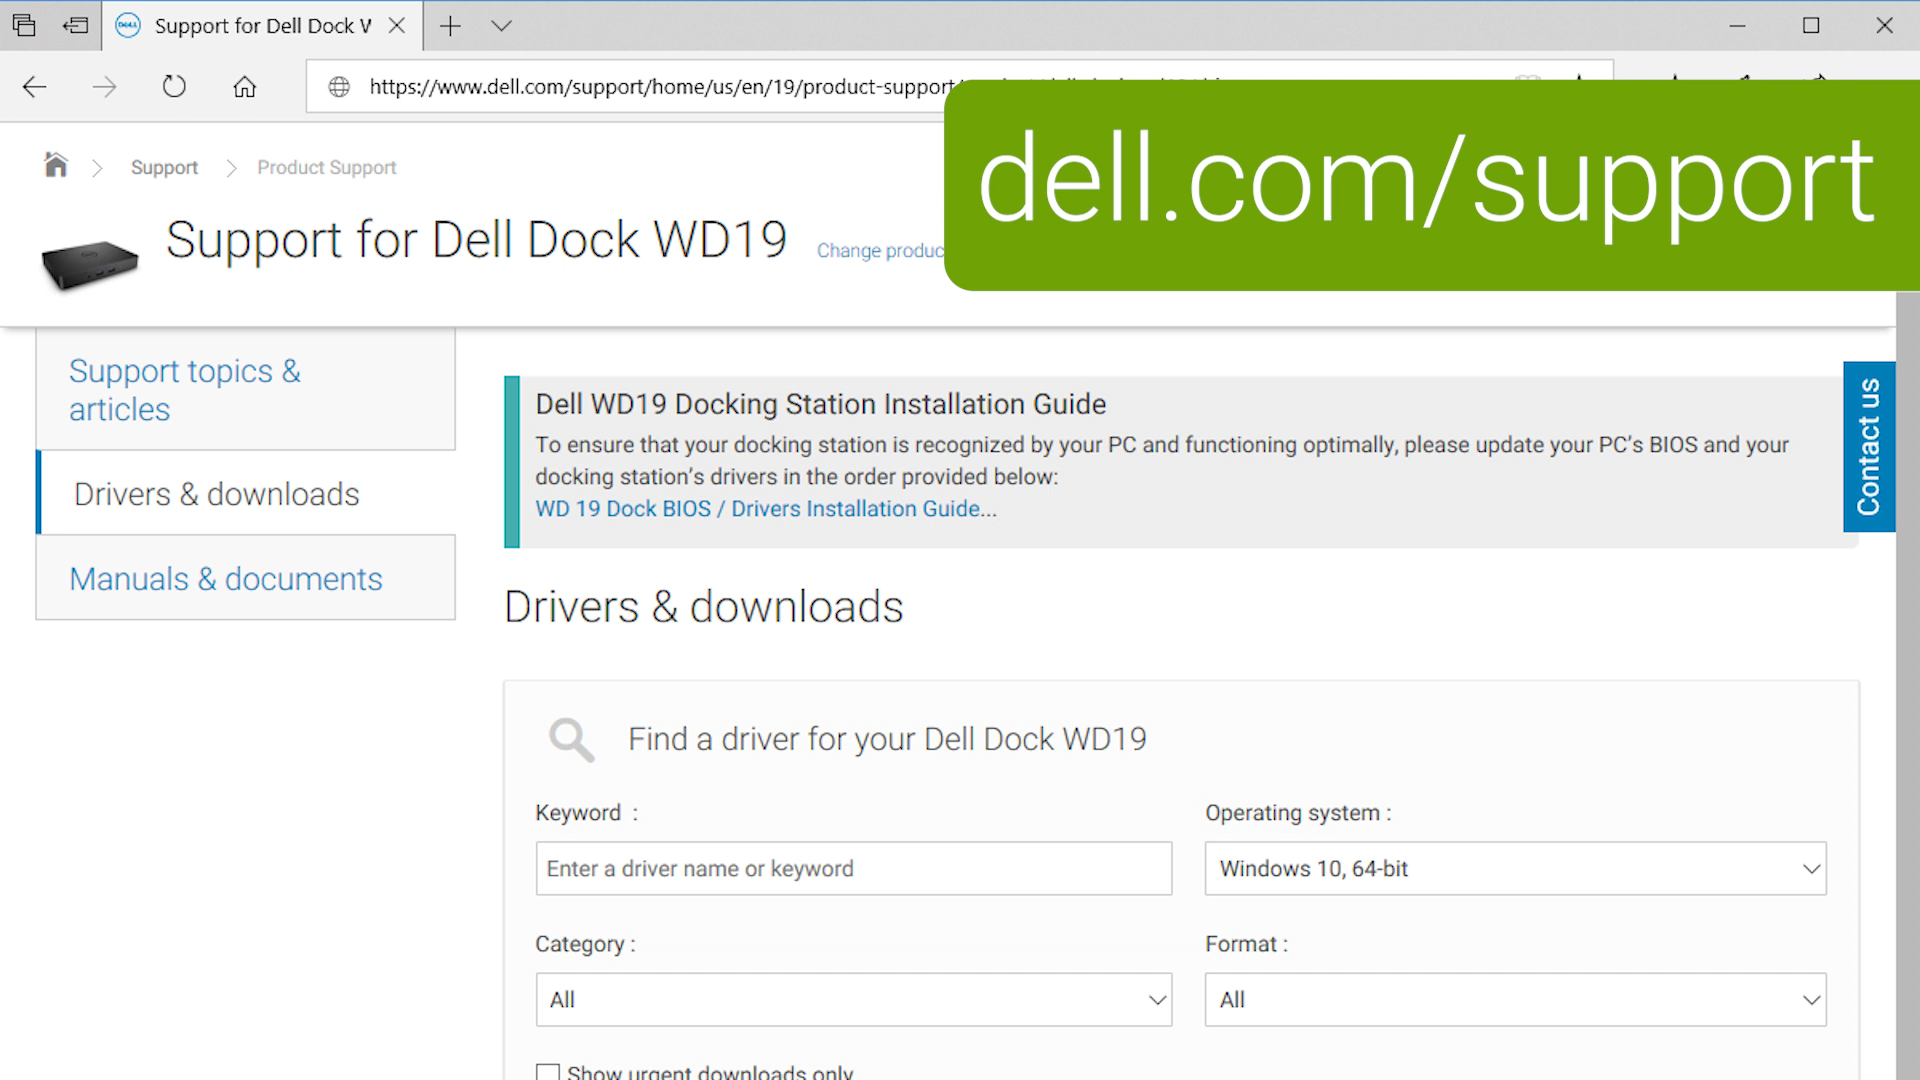 Support for Dell Dock W
https://www.dell.com/support/home/us/en/19/product-support
dell.com/support
Support
Product Support
Support for Dell Dock WD19
Change produc
Support topics &
articles
Drivers & downloads
Manuals & documents
Dell WD19 Docking Station Installation Guide
To ensure that your docking station is recognized by your PC and functioning optimally, please update your PC’s BIOS and your
docking station’s drivers in the order provided below:
WD 19 Dock BIOS / Drivers Installation Guide...
Contact us
Drivers & downloads
Find a driver for your Dell Dock WD19
Keyword :
Enter a driver name or keyword
Operating system :
Windows 10, 64-bit
Category :
All
Format :
All
Show urgent downloads only